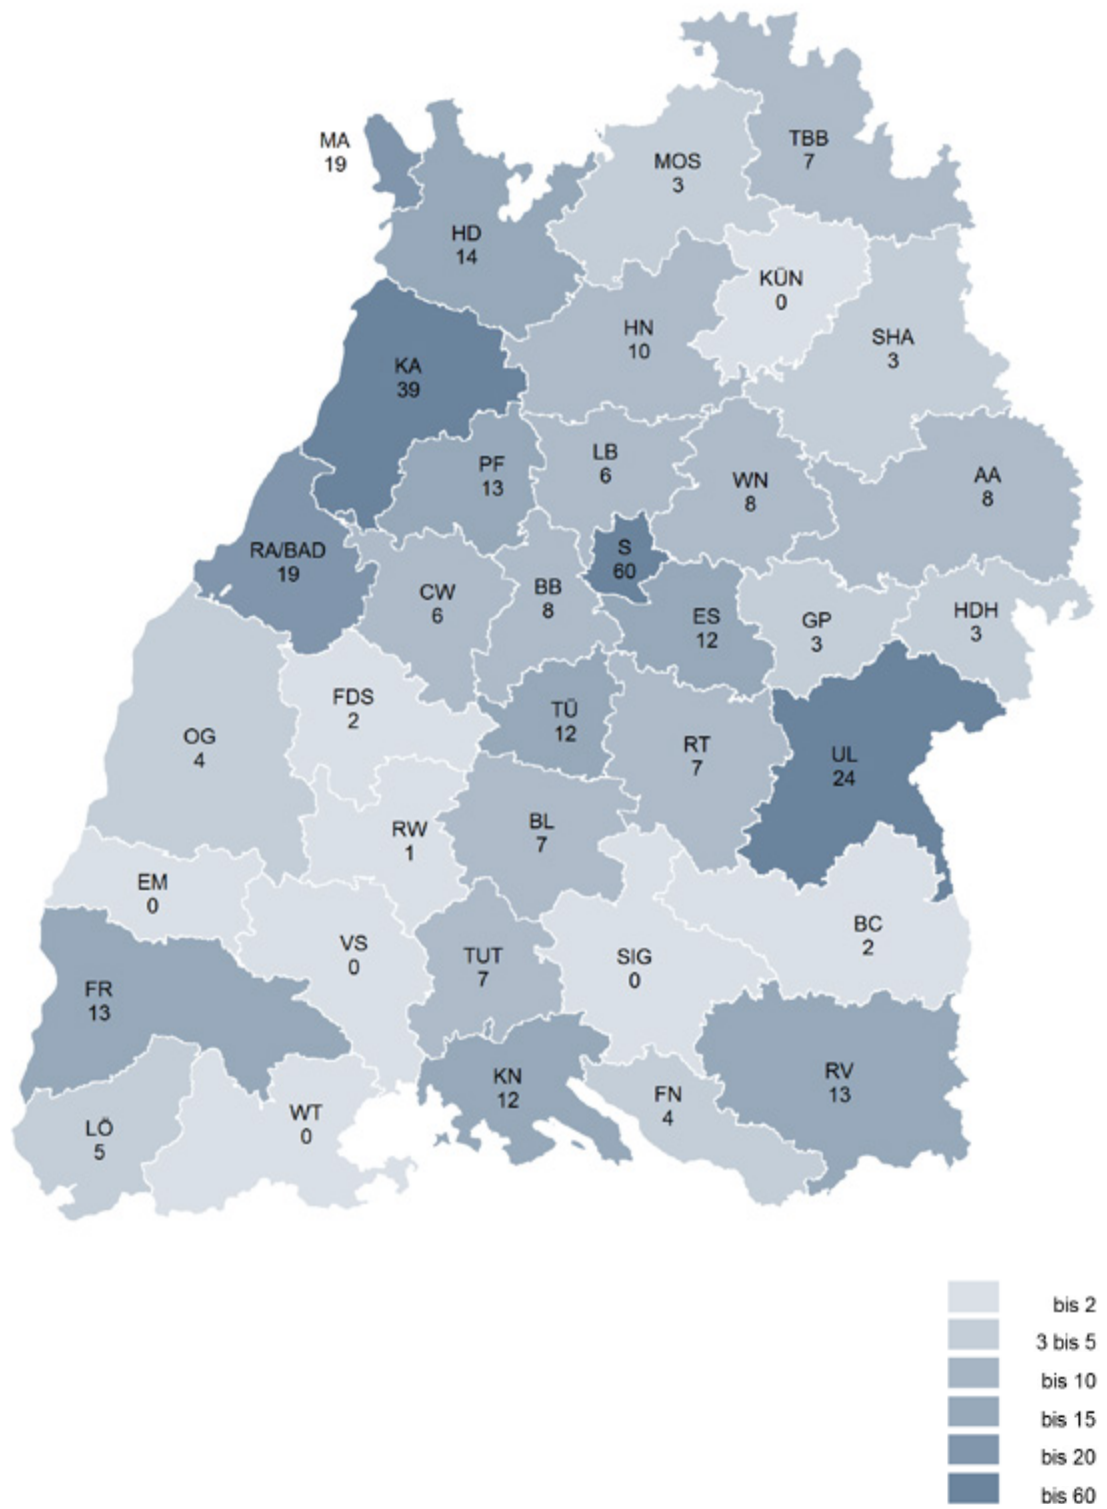 TBB
7
MA
19
MOS
3
HD
14
KÜN
0
HN
10
SHA
3
KA
39
LB
6
PF
13
WN
8
AA
8
RA/BAD
19
S
60
CW
6
BB
8
ES
12
GP
3
HDH
3
FDS
2
TÜ
12
OG
4
RT
7
UL
24
RW
1
BL
7
EM
0
VS
0
TUT
7
SIG
0
BC
2
FR
13
KN
12
FN
4
RV
13
LÖ
5
WT
0
bis 2
3 bis 5
bis 10
bis 15
bis 20
bis 60